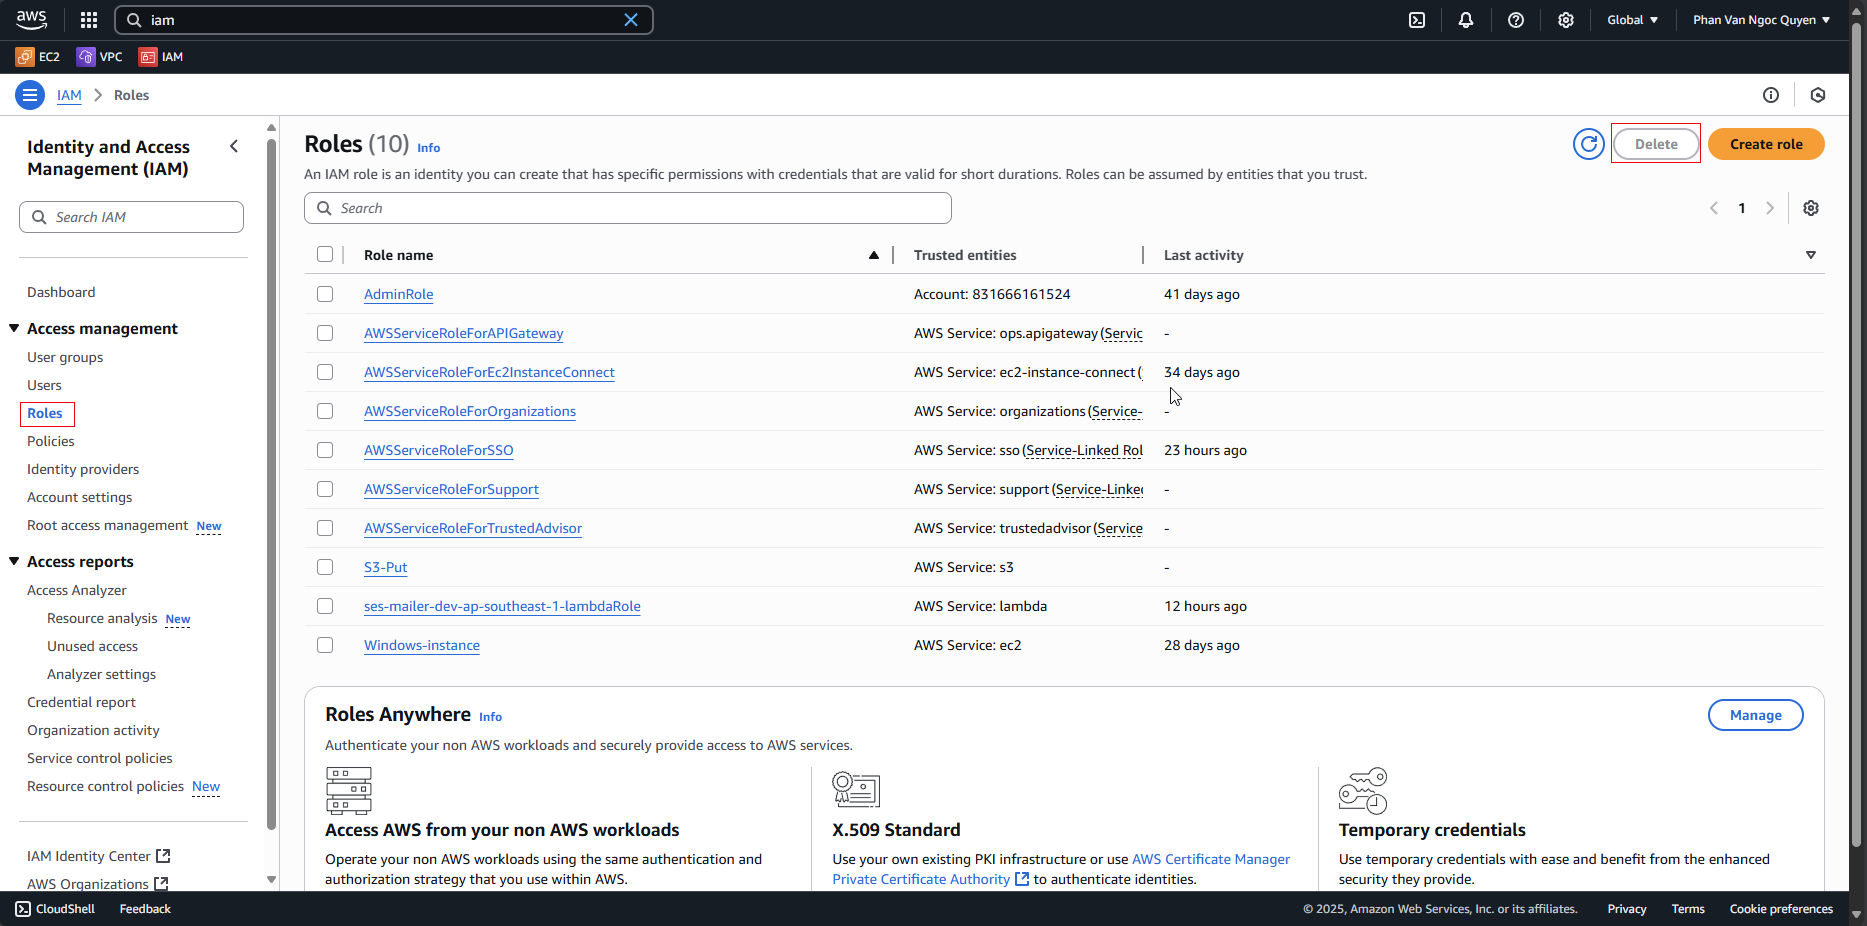 aws
iam
Global
Phan Van Ngoc Quyen
EC2
VPC
IAM
IAM
Roles
Identity and Access
Management (IAM)
Search IAM
Dashboard
Access management
User groups
Users
Roles
Policies
Identity providers
Account settings
Root access management New
Access reports
Access Analyzer
Resource analysis New
Unused access
Analyzer settings
Credential report
Organization activity
Service control policies
Resource control policies New
IAM Identity Center
AWS Organizations
Roles (10) Info
Delete
Create role
An IAM role is an identity you can create that has specific permissions with credentials that are valid for short durations. Roles can be assumed by entities that you trust.
Search
1
Role name Trusted entities Last activity
AdminRole Account: 831666161524 41 days ago
AWSServiceRoleForAPIGateway AWS Service: ops.apigateway (Servic -
AWSServiceRoleForEc2InstanceConnect AWS Service: ec2-instance-connect ( 34 days ago
AWSServiceRoleForOrganizations AWS Service: organizations (Service- -
AWSServiceRoleForSSO AWS Service: sso (Service-Linked Rol 23 hours ago
AWSServiceRoleForSupport AWS Service: support (Service-Linked -
AWSServiceRoleForTrustedAdvisor AWS Service: trustedadvisor (Service -
S3-Put AWS Service: s3 -
ses-mailer-dev-ap-southeast-1-lambdaRole AWS Service: lambda 12 hours ago
Windows-instance AWS Service: ec2 28 days ago
Roles Anywhere Info
Manage
Authenticate your non AWS workloads and securely provide access to AWS services.
Access AWS from your non AWS workloads
Operate your non AWS workloads using the same authentication and
authorization strategy that you use within AWS.
X.509 Standard
Use your own existing PKI infrastructure or use AWS Certificate Manager
Private Certificate Authority to authenticate identities.
Temporary credentials
Use temporary credentials with ease and benefit from the enhanced
security they provide.
CloudShell
Feedback
© 2025, Amazon Web Services, Inc. or its affiliates.
Privacy
Terms
Cookie preferences